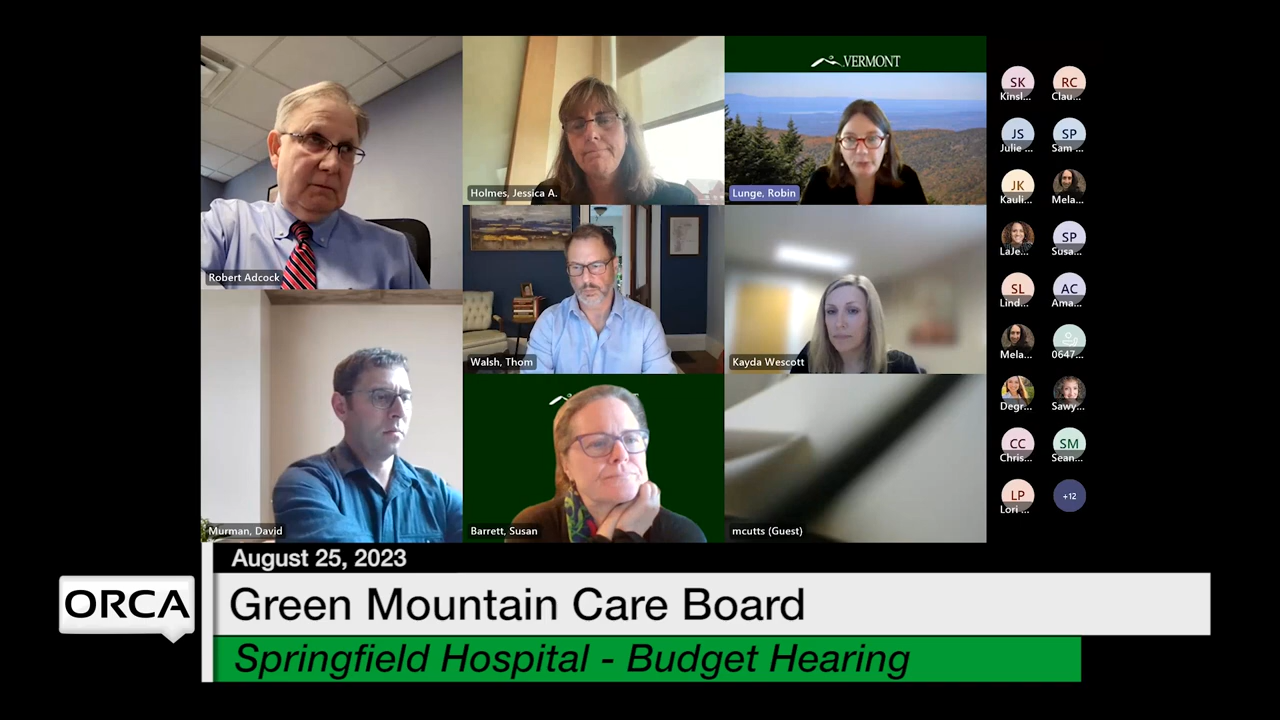 VERMONT
Robert Adcock
Holmes, Jessica A.
Lunge, Robin
Walsh, Thom
Kayda Wescott
Murman, David
Barrett, Susan
mcutts (Guest)
SK
RC
Kinsl...
Clau...
JS
SP
Julie ...
Sam ...
JK
Kauli...
Mela...
SP
LaJe...
Susa...
SL
AC
Lind...
Ama...
Mela...
0647...
Degr...
Sawy...
CC
SM
Chris...
Sean...
LP
+12
Lori ...
August 25, 2023
ORCA
Green Mountain Care Board
Springfield Hospital - Budget Hearing